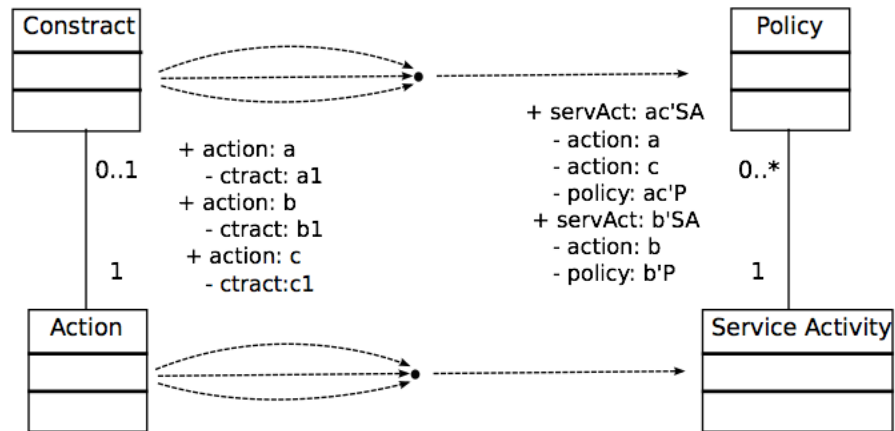 Constract
Policy
+ servAct: ac'SA
- action: a
- action: c
- policy: ac'P
+ servAct: b'SA
- action: b
- policy: b'P
+ action: a
- ctract: a1
+ action: b
- ctract: b1
+ action: c
- ctract:c1
0..1
0..*
1
1
Action
Service Activity